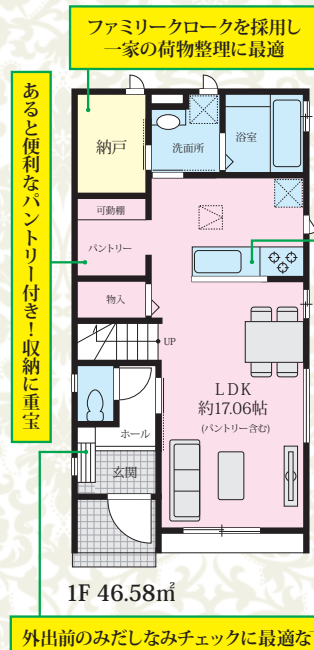 ファミリークロークを採用し
一家の荷物整理に最適
あると便利なパントリー付き！収納に重宝
納戸
洗面所
浴室
可動棚
パントリー
物入
UP
LDK
約17.06帖
(パントリー含む)
ホール
玄関
1F 46.58㎡
外出前のみだしなみチェックに最適な